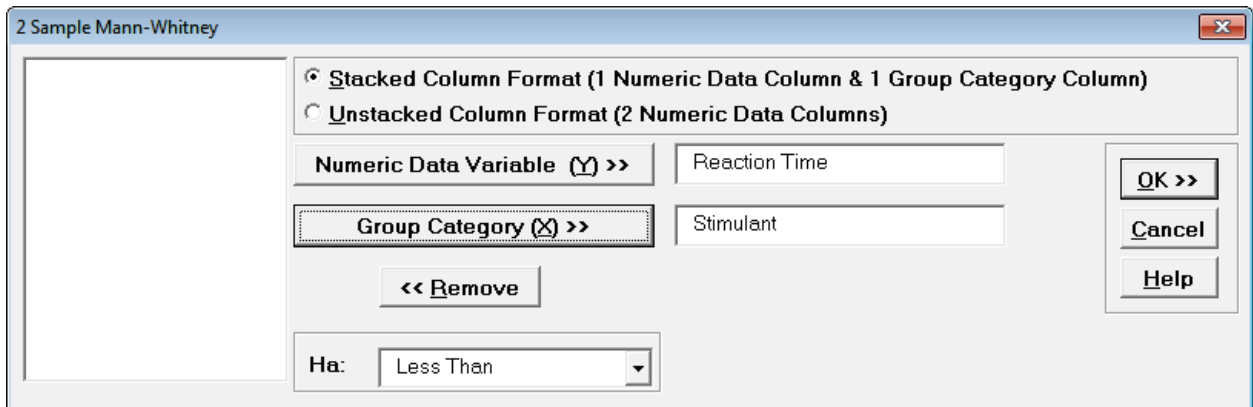 2 Sample Mann-Whitney
Stacked Column Format (1 Numeric Data Column & 1 Group Category Column)
Unstacked Column Format (2 Numeric Data Columns)
Numeric Data Variable (Y) >>
Reaction Time
Group Category (X) >>
Stimulant
<< Remove
OK >>
Cancel
Help
Ha:
Less Than